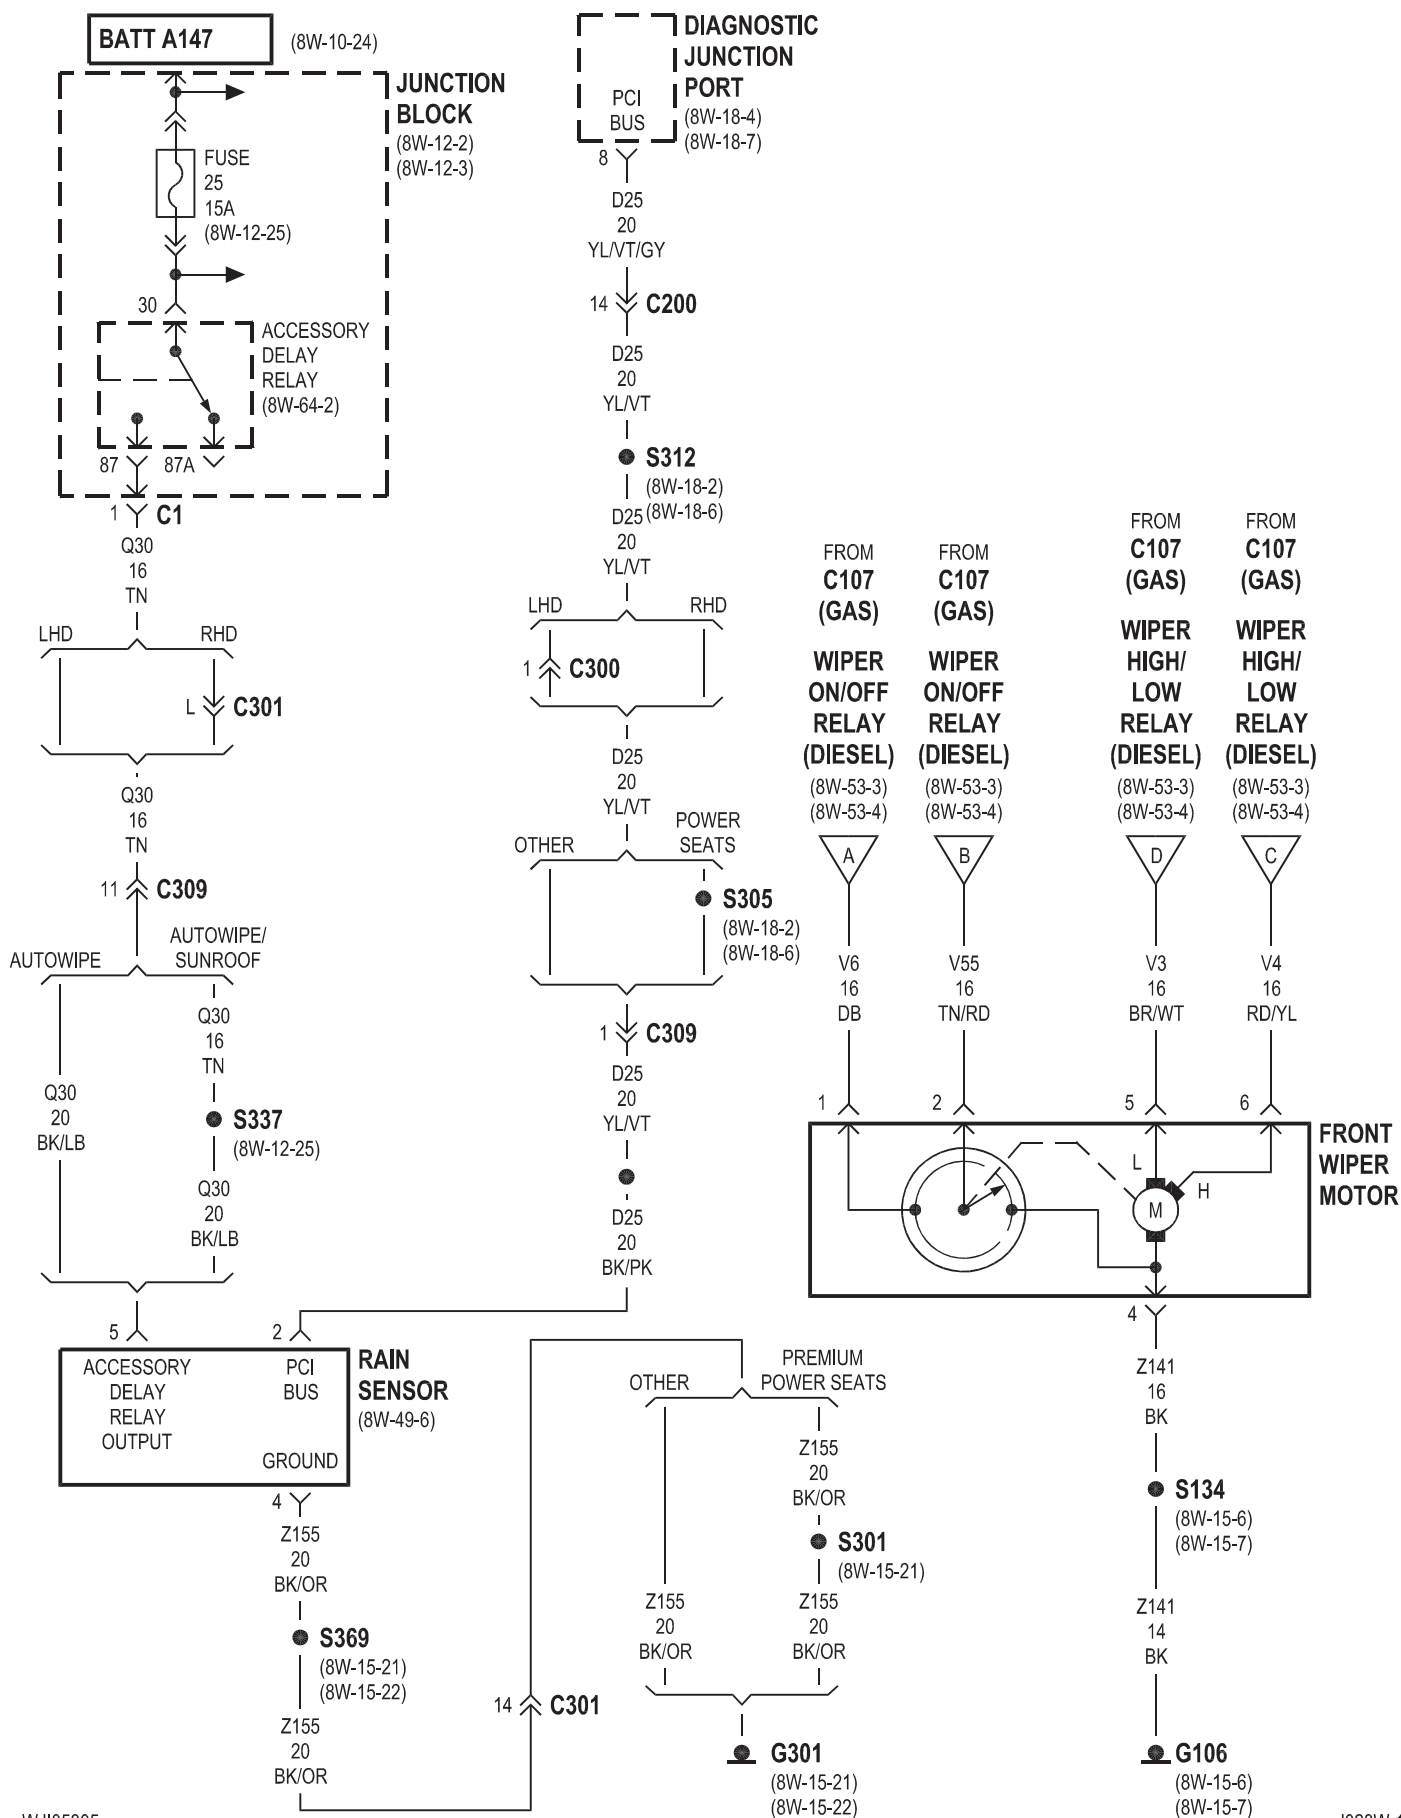 BATT A147
(8W-10-24)
JUNCTION
BLOCK
(8W-12-2)
(8W-12-3)
FUSE
25
15A
(8W-12-25)
30
ACCESSORY
DELAY
RELAY
(8W-64-2)
87
87A
1
C1
Q30
16
TN
LHD
RHD
L
C301
Q30
16
TN
11
C309
AUTOWIPE
AUTOWIPE/
SUNROOF
Q30
16
TN
Q30
20
BK/LB
S337
(8W-12-25)
Q30
20
BK/LB
5
2
ACCESSORY
DELAY
RELAY
OUTPUT
PCI
BUS
GROUND
RAIN
SENSOR
(8W-49-6)
4
Z155
20
BK/OR
S369
(8W-15-21)
(8W-15-22)
Z155
20
BK/OR
DIAGNOSTIC
JUNCTION
PORT
(8W-18-4)
(8W-18-7)
PCI
BUS
8
D25
20
YL/VT/GY
14
C200
D25
20
YL/VT
S312
(8W-18-2)
(8W-18-6)
D25
20
YL/VT
LHD
RHD
1
C300
D25
20
YL/VT
OTHER
POWER
SEATS
S305
(8W-18-2)
(8W-18-6)
1
C309
D25
20
YL/VT
D25
20
BK/PK
14
C301
OTHER
PREMIUM
POWER SEATS
Z155
20
BK/OR
S301
(8W-15-21)
Z155
20
BK/OR
Z155
20
BK/OR
G301
(8W-15-21)
(8W-15-22)
FROM
C107
(GAS)
WIPER
ON/OFF
RELAY
(DIESEL)
(8W-53-3)
(8W-53-4)
A
V6
16
DB
1
FROM
C107
(GAS)
WIPER
ON/OFF
RELAY
(DIESEL)
(8W-53-3)
(8W-53-4)
B
V55
16
TN/RD
2
FROM
C107
(GAS)
WIPER
HIGH/
LOW
RELAY
(DIESEL)
(8W-53-3)
(8W-53-4)
D
V3
16
BR/WT
5
FROM
C107
(GAS)
WIPER
HIGH/
LOW
RELAY
(DIESEL)
(8W-53-3)
(8W-53-4)
C
V4
16
RD/YL
6
FRONT
WIPER
MOTOR
L
H
M
4
Z141
16
BK
S134
(8W-15-6)
(8W-15-7)
Z141
14
BK
G106
(8W-15-6)
(8W-15-7)